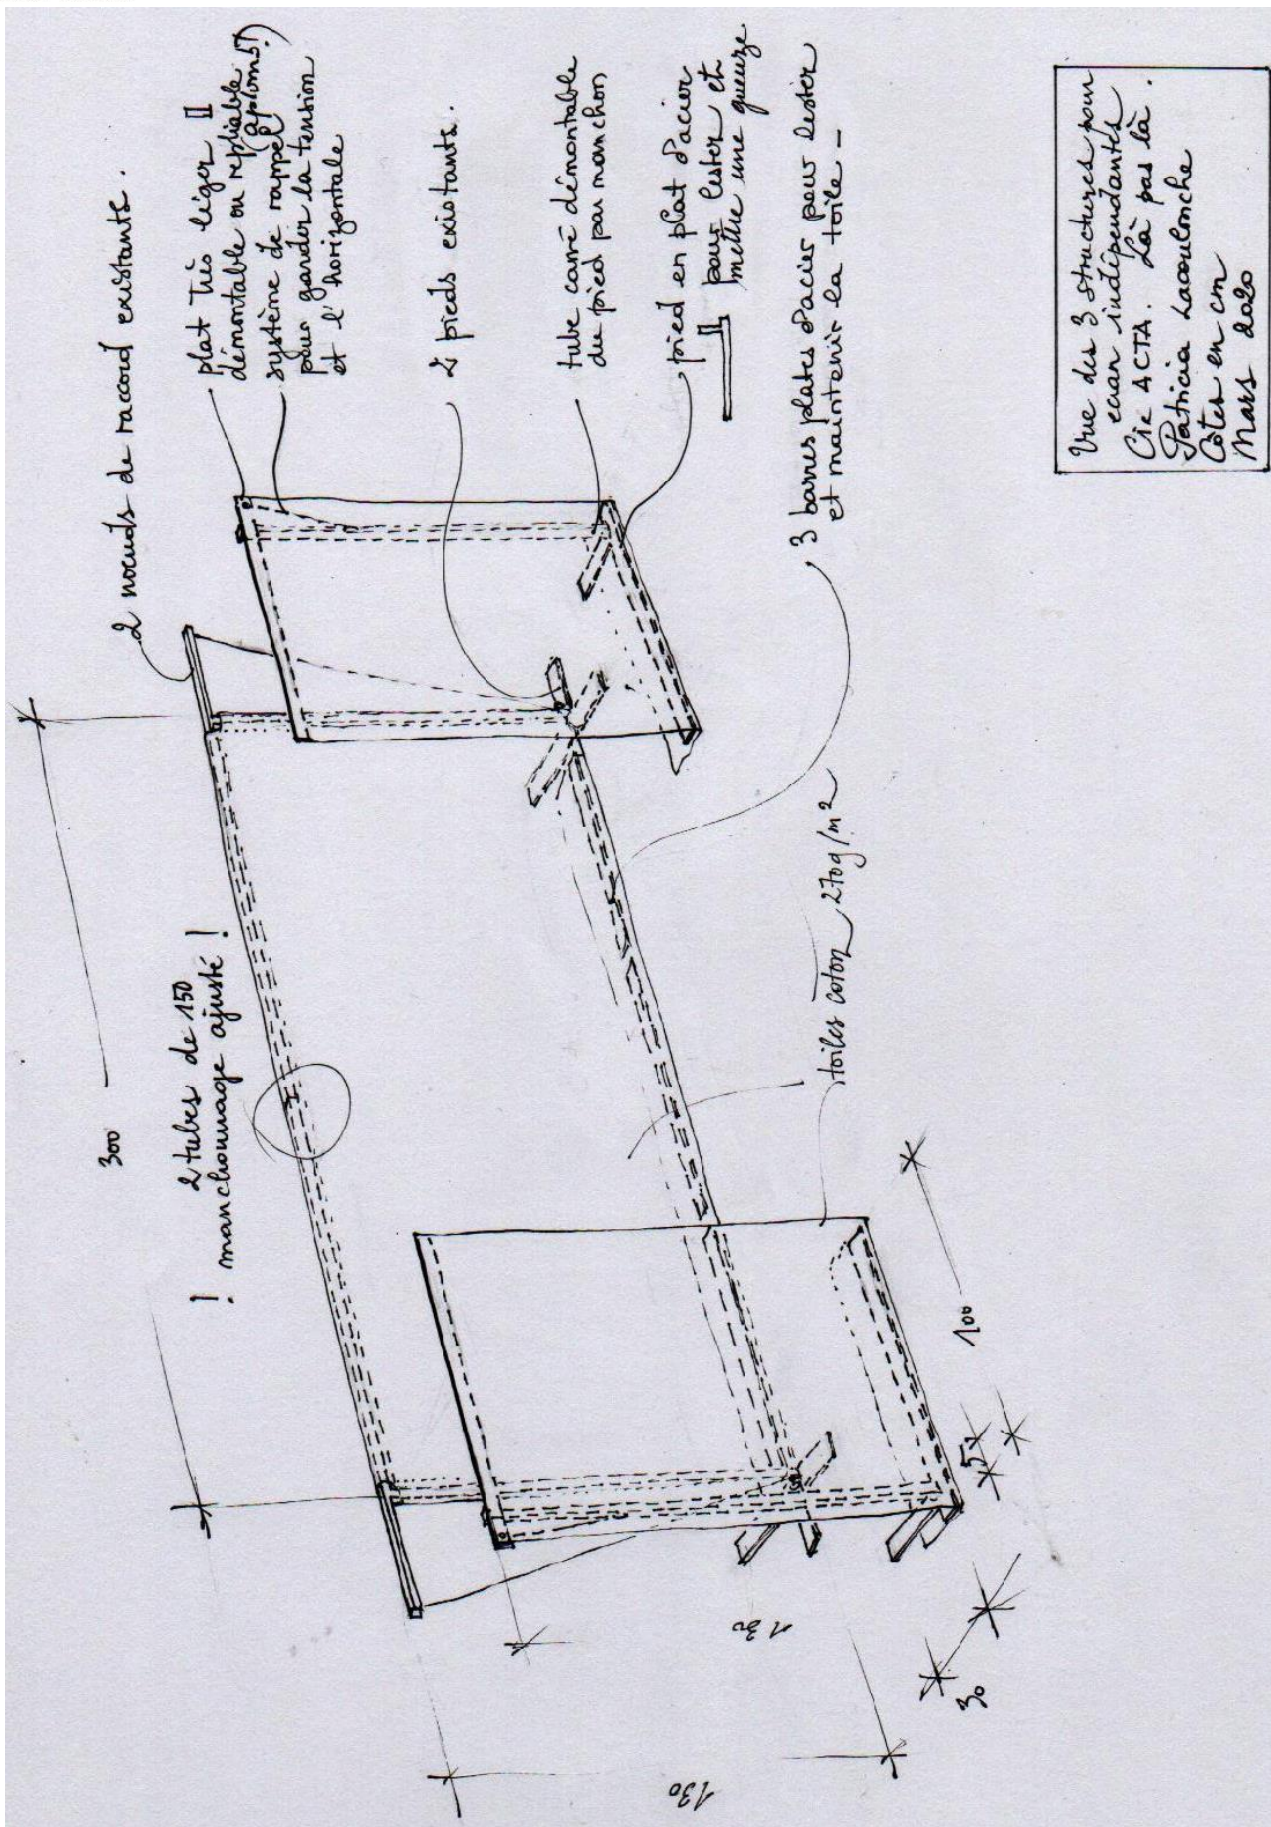 300
2 tubes de 150
! manchonnage ajusté !
2 noeuds de raccord existants.
plat très léger
démontable ou repliable
système de rappel (aplomb?)
pour garder la tension
et l'horizontale
2 pieds existants.
tube carré démontable
du pied par manchon
pied en plat d'acier
pour lester et
mettre une gueuze
3 barres plates d'acier pour lester
et maintenir la toile -
toiles coton 270g/m²
130
130
30
5
100
Vue des 3 structures pour
écran indépendantes
Cie ACTA. Là pas là.
Patricia Lacoulonche
Côtes en cm
Mars 2020